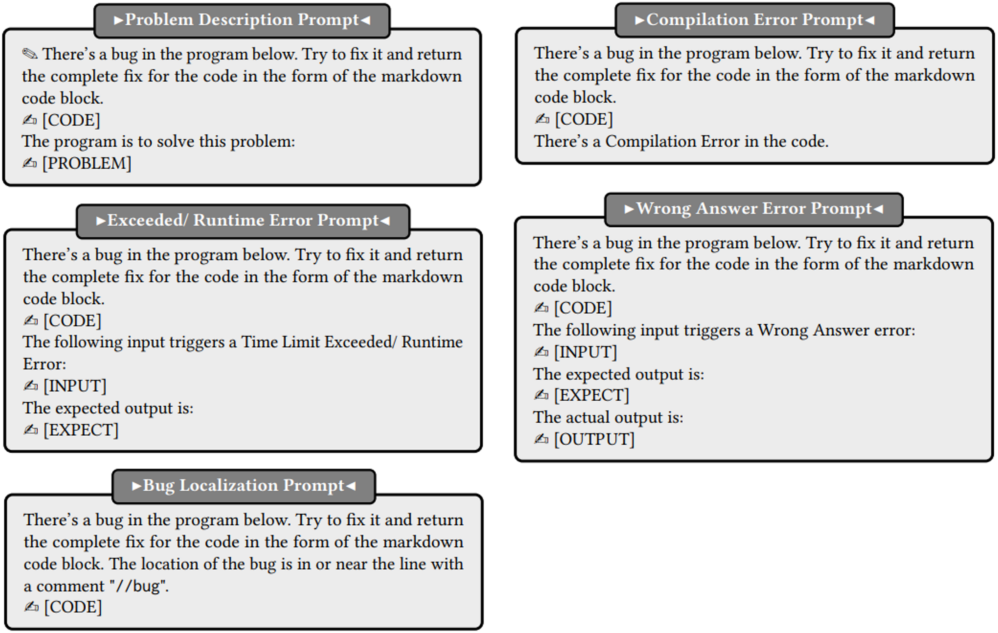 ▸Problem Description Prompt◂
✎ There's a bug in the program below. Try to fix it and return
the complete fix for the code in the form of the markdown
code block.
✍ [CODE]
The program is to solve this problem:
✍ [PROBLEM]
▸Exceeded/ Runtime Error Prompt◂
There's a bug in the program below. Try to fix it and return
the complete fix for the code in the form of the markdown
code block.
✍ [CODE]
The following input triggers a Time Limit Exceeded/ Runtime
Error:
✍ [INPUT]
The expected output is:
✍ [EXPECT]
▸Bug Localization Prompt◂
There's a bug in the program below. Try to fix it and return
the complete fix for the code in the form of the markdown
code block. The location of the bug is in or near the line with
a comment "//bug".
✍ [CODE]
▸Compilation Error Prompt◂
There's a bug in the program below. Try to fix it and return
the complete fix for the code in the form of the markdown
code block.
✍ [CODE]
There's a Compilation Error in the code.
▸Wrong Answer Error Prompt◂
There's a bug in the program below. Try to fix it and return
the complete fix for the code in the form of the markdown
code block.
✍ [CODE]
The following input triggers a Wrong Answer error:
✍ [INPUT]
The expected output is:
✍ [EXPECT]
The actual output is:
✍ [OUTPUT]